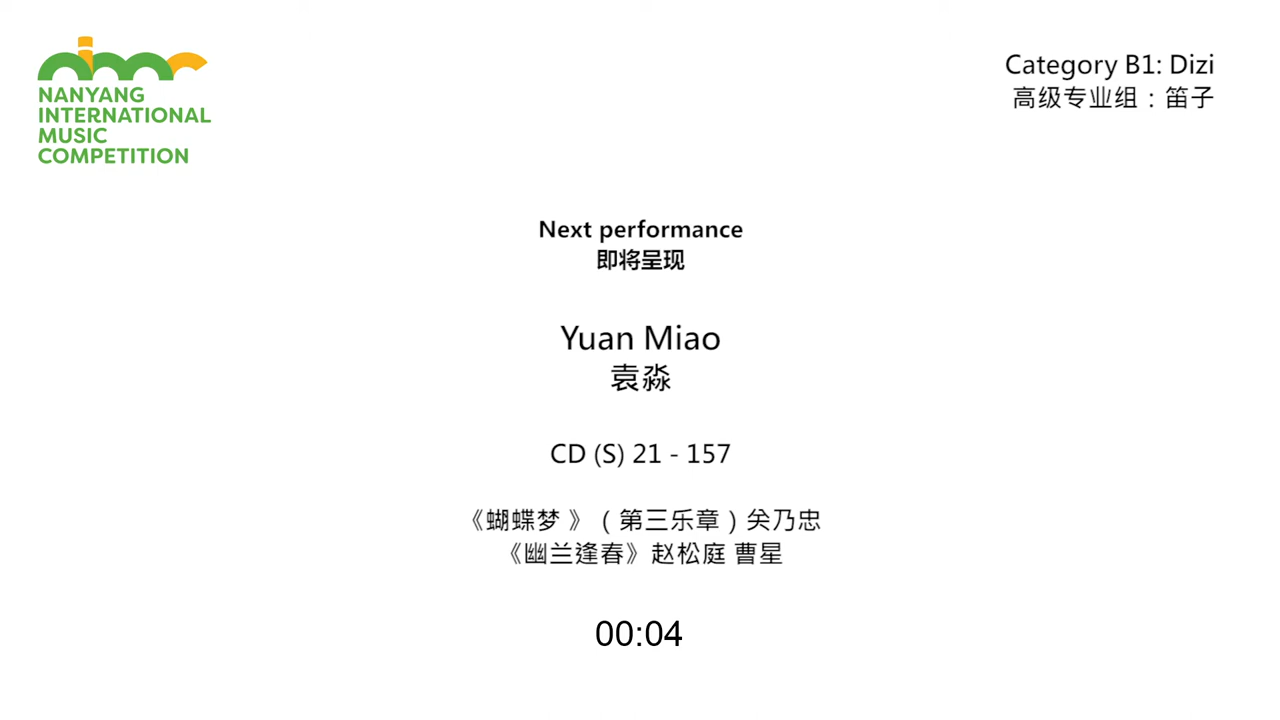 nimc
NANYANG
INTERNATIONAL
MUSIC
COMPETITION
Category B1: Dizi
高级专业组：笛子
Next performance
即将呈现
Yuan Miao
袁淼
CD (S) 21 - 157
《蝴蝶梦 》（第三乐章）关乃忠
《幽兰逢春》赵松庭 曹星
00:04